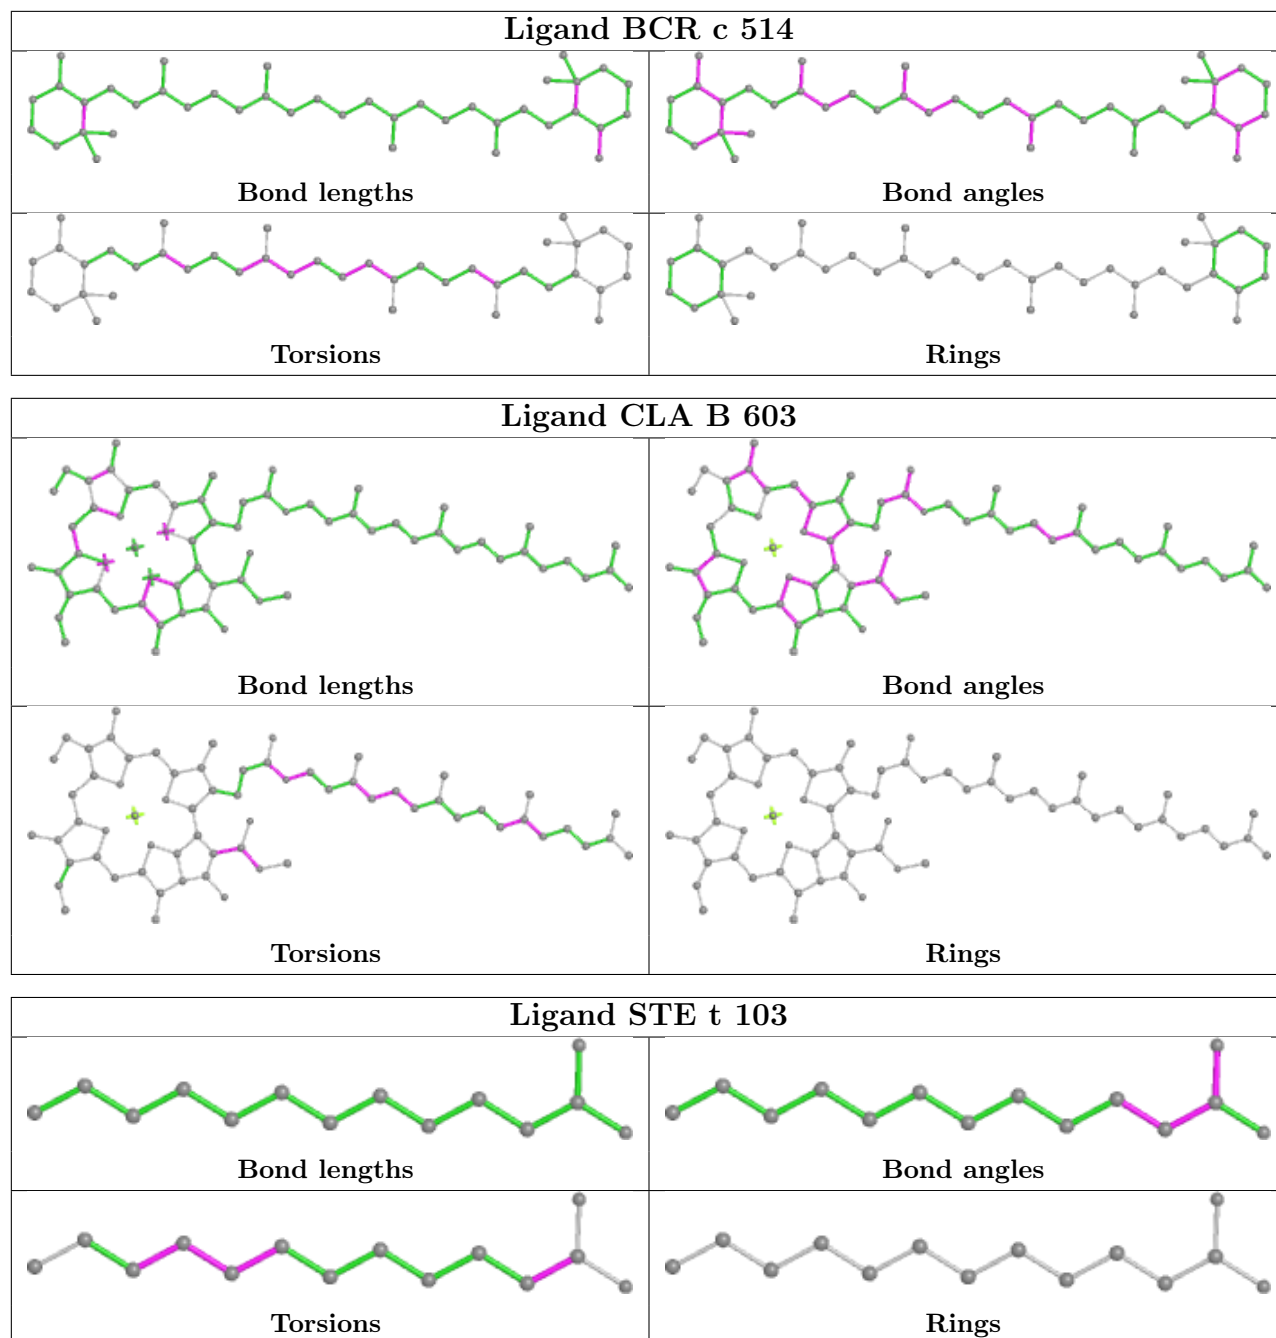 Ligand BCR c 514
Bond lengths
Bond angles
Torsions
Rings
Ligand CLA B 603
Bond lengths
Bond angles
Torsions
Rings
Ligand STE t 103
Bond lengths
Bond angles
Torsions
Rings